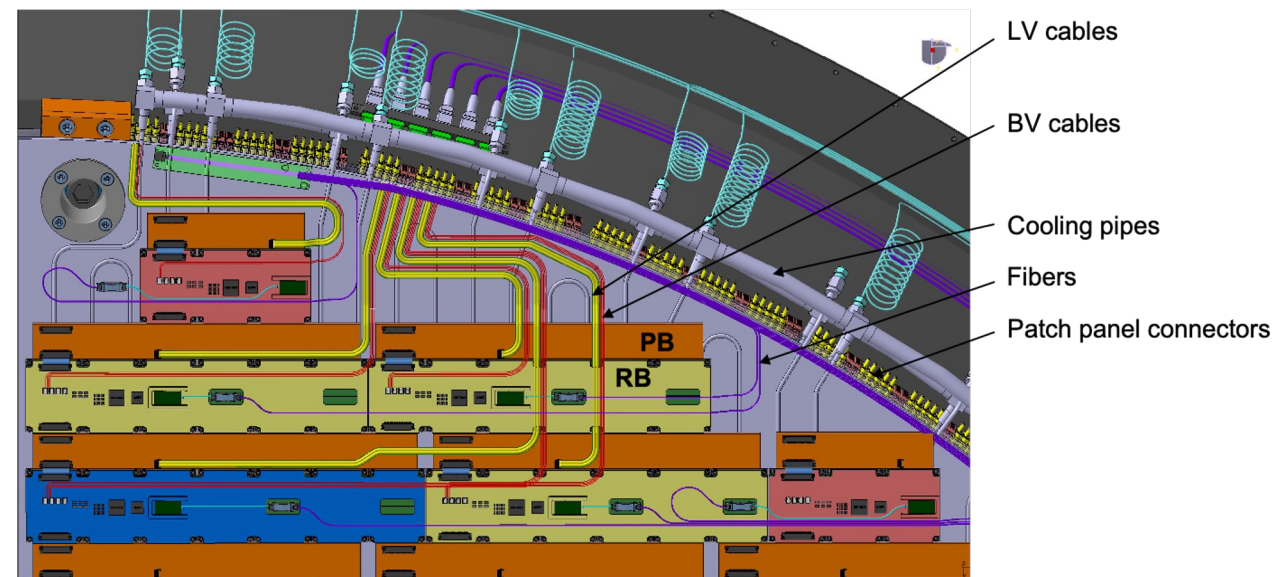 LV cables
BV cables
Cooling pipes
Fibers
Patch panel connectors
PB
RB